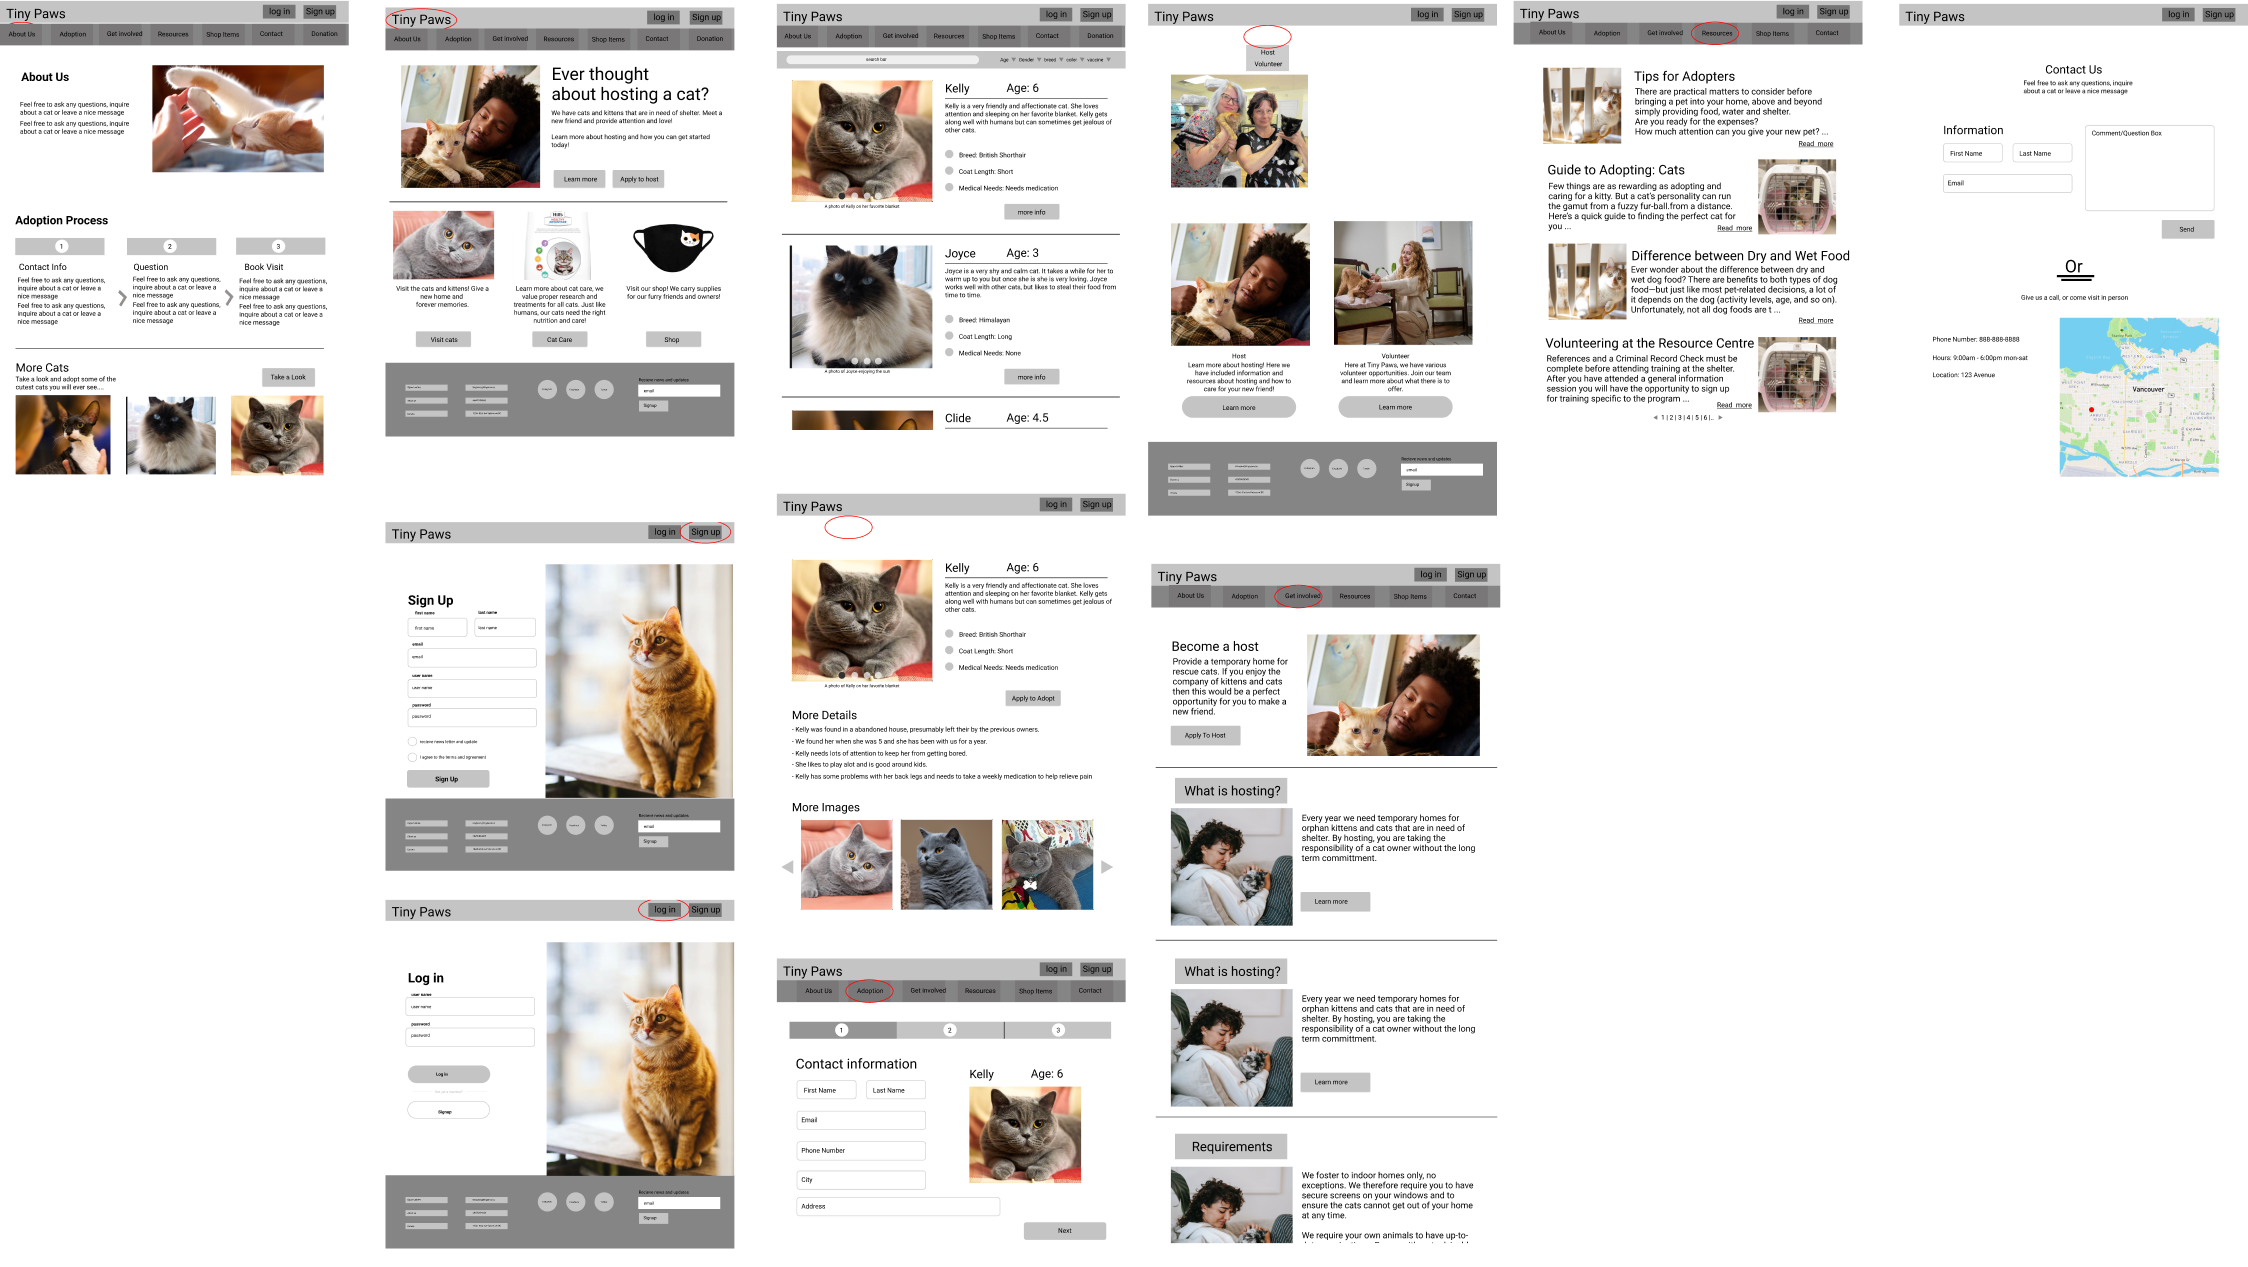 Tiny Paws
log in
Sign up
About Us
Adoption
Get involved
Resources
Shop Items
Contact
Donation
About Us
Feel free to ask any questions, inquire
about a cat or leave a nice message
Feel free to ask any questions, inquire
about a cat or leave a nice message
Adoption Process
1
2
3
Contact Info
Feel free to ask any questions,
inquire about a cat or leave a
nice message
Feel free to ask any questions,
inquire about a cat or leave a
nice message
Question
Feel free to ask any questions,
inquire about a cat or leave a
nice message
Feel free to ask any questions,
inquire about a cat or leave a
nice message
Book Visit
Feel free to ask any questions,
inquire about a cat or leave a
nice message
Feel free to ask any questions,
inquire about a cat or leave a
nice message
More Cats
Take a look and adopt some of the
cutest cats you will ever see....
Take a Look
Tiny Paws
log in
Sign up
About Us
Adoption
Get Involved
Resources
Shop Items
Contact
Donation
Ever thought
about hosting a cat?
We have cats and kittens that are in need of shelter. Meet a
new friend and provide attention and love!
Learn more about hosting and how you can get started
today!
Learn more
Apply to host
Hill's
Visit the cats and kittens! Give a
new home and
forever memories.
Learn more about cat care, we
value proper research and
treatments for all cats. Just like
humans, our cats need the right
nutrition and care!
Visit our shop! We carry supplies
for our furry friends and owners!
Visit cats
Cat Care
Shop
Recieve news and updates
email
Signup
Tiny Paws
log in
Sign up
Sign Up
first name
last name
first name
last name
email
email
user name
user name
password
password
recieve news letter and update
I agree to the terms and agreement
Sign Up
Recieve news and updates
email
Signup
Tiny Paws
log in
Sign up
Log in
user name
user name
password
password
Log in
Signup
Recieve news and updates
email
Signup
Tiny Paws
log in
Sign up
About Us
Adoption
Get involved
Resources
Shop Items
Contact
Donation
search bar
Age
Gender
breed
color
vaccine
Kelly
Age: 6
Kelly is a very friendly and affectionate cat. She loves
attention and sleeping on her favorite blanket. Kelly gets
along well with humans but can sometimes get jealous of
other cats.
Breed: British Shorthair
Coat Length: Short
Medical Needs: Needs medication
A photo of Kelly on her favorite blanket
more info
Joyce
Age: 3
Joyce is a very shy and calm cat. It takes a while for her to
warm up to you but once she is she is very loving. Joyce
works well with other cats, but likes to steal their food from
time to time.
Breed: Himalayan
Coat Length: Long
Medical Needs: None
A photo of Joyce enjoying the sun
more info
Clide
Age: 4.5
Tiny Paws
log in
Sign up
Kelly
Age: 6
Kelly is a very friendly and affectionate cat. She loves
attention and sleeping on her favorite blanket. Kelly gets
along well with humans but can sometimes get jealous of
other cats.
Breed: British Shorthair
Coat Length: Short
Medical Needs: Needs medication
A photo of Kelly on her favorite blanket
Apply to Adopt
More Details
- Kelly was found in a abandoned house, presumably left their by the previous owners.
- We found her when she was 5 and she has been with us for a year.
- Kelly needs lots of attention to keep her from getting bored.
- She likes to play alot and is good around kids.
- Kelly has some problems with her back legs and needs to take a weekly medication to help relieve pain
More Images
Tiny Paws
log in
Sign up
About Us
Adoption
Get involved
Resources
Shop Items
Contact
1
2
3
Contact information
First Name
Last Name
Email
Phone Number
City
Address
Kelly
Age: 6
Next
Tiny Paws
log in
Sign up
Host
Volunteer
Host
Learn more about hosting! Here we
have included information and
resources about hosting and how to
care for your new friend!
Learn more
Volunteer
Here at Tiny Paws, we have various
volunteer opportunities. Join our team
and learn more about what there is to
offer.
Learn more
Recieve news and updates
email
Signup
Tiny Paws
log in
Sign up
About Us
Adoption
Get involved
Resources
Shop Items
Contact
Become a host
Provide a temporary home for
rescue cats. If you enjoy the
company of kittens and cats
then this would be a perfect
opportunity for you to make a
new friend.
Apply To Host
What is hosting?
Every year we need temporary homes for
orphan kittens and cats that are in need of
shelter. By hosting, you are taking the
responsibility of a cat owner without the long
term committment.
Learn more
What is hosting?
Every year we need temporary homes for
orphan kittens and cats that are in need of
shelter. By hosting, you are taking the
responsibility of a cat owner without the long
term committment.
Learn more
Requirements
We foster to indoor homes only, no
exceptions. We therefore require you to have
secure screens on your windows and to
ensure the cats cannot get out of your home
at any time.
We require your own animals to have up-to-
Tiny Paws
log in
Sign up
About Us
Adoption
Get involved
Resources
Shop Items
Contact
Tips for Adopters
There are practical matters to consider before
bringing a pet into your home, above and beyond
simply providing food, water and shelter.
Are you ready for the expenses?
How much attention can you give your new pet? ...
Read more
Guide to Adopting: Cats
Few things are as rewarding as adopting and
caring for a kitty. But a cat's personality can run
the gamut from a fuzzy fur-ball.from a distance.
Here's a quick guide to finding the perfect cat for
you ...
Read more
Difference between Dry and Wet Food
Ever wonder about the difference between dry and
wet dog food? There are benefits to both types of dog
food—but just like most pet-related decisions, a lot of
it depends on the dog (activity levels, age, and so on).
Unfortunately, not all dog foods are t ...
Read more
Volunteering at the Resource Centre
References and a Criminal Record Check must be
complete before attending training at the shelter.
After you have attended a general information
session you will have the opportunity to sign up
for training specific to the program ...
Read more
1 | 2 | 3 | 4 | 5 | 6 |..
Tiny Paws
log in
Sign up
Contact Us
Feel free to ask any questions, inquire
about a cat or leave a nice message
Information
First Name
Last Name
Email
Comment/Question Box
Send
Or
Give us a call, or come visit in person
Phone Number: 888-888-8888
Hours: 9:00am - 6:00pm mon-sat
Location: 123 Avenue
Vancouver